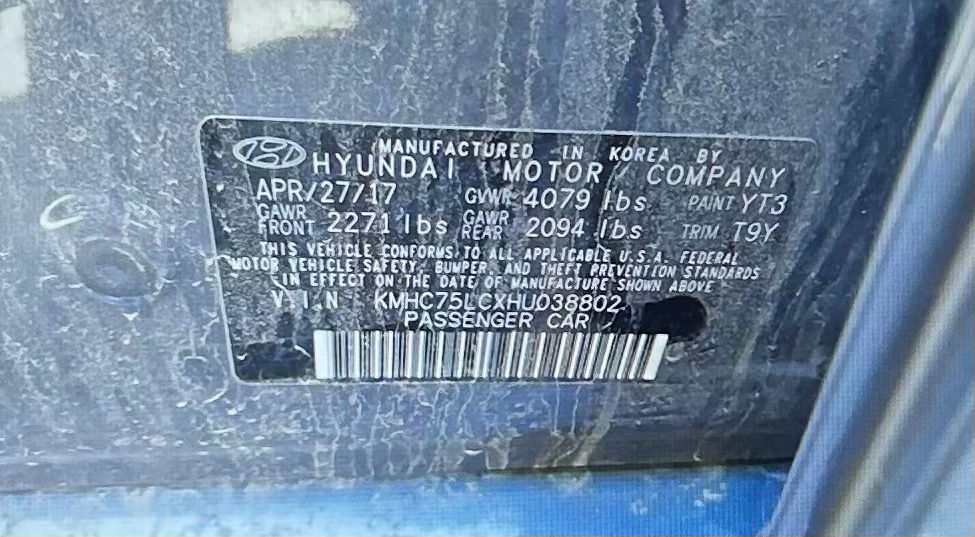 MANUFACTURED IN KOREA BY
HYUNDAI MOTOR COMPANY
APR/27/17 GVWR 4079 lbs PAINT YT3
GAWR FRONT 2271 lbs GAWR REAR 2094 lbs TRIM T9Y
THIS VEHICLE CONFORMS TO ALL APPLICABLE U.S.A. FEDERAL
MOTOR VEHICLE SAFETY, BUMPER, AND THEFT PREVENTION STANDARDS
IN EFFECT ON THE DATE OF MANUFACTURE SHOWN ABOVE
V.I.N KMHC75LCXHU038802
PASSENGER CAR